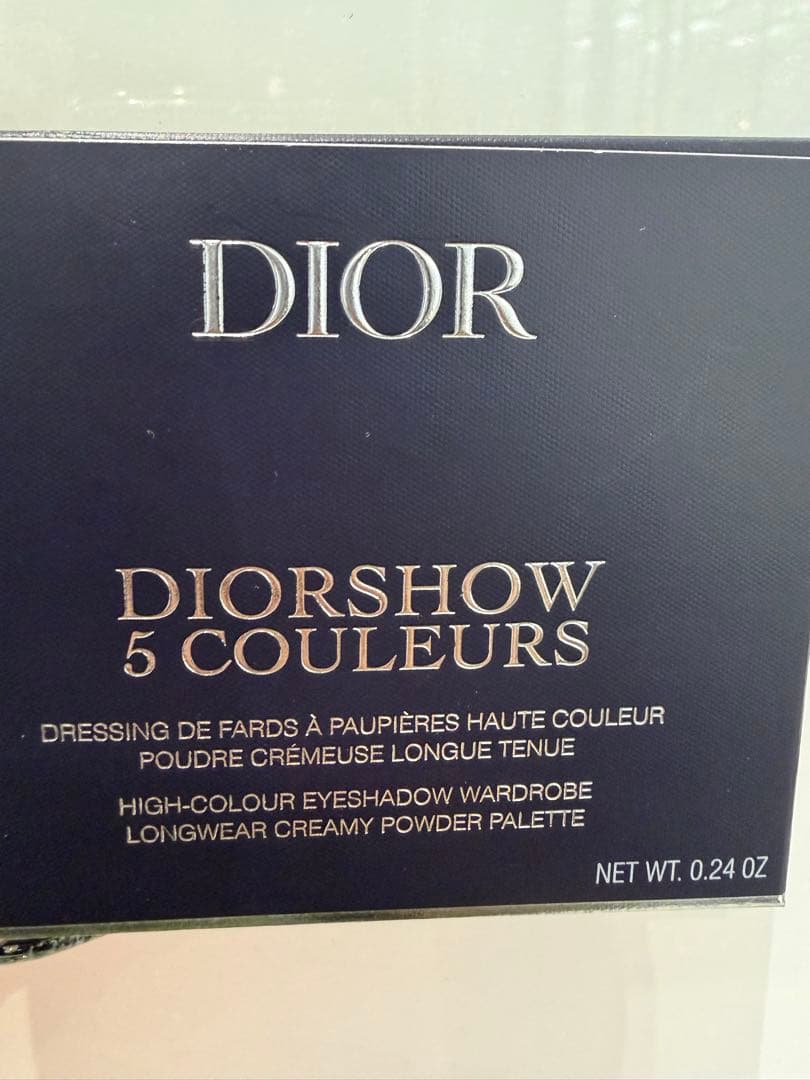 DIOR
DIORSHOW
5 COULEURS
DRESSING DE FARDS À PAUPIÈRES HAUTE COULEUR
POUDRE CRÉMEUSE LONGUE TENUE
HIGH-COLOUR EYESHADOW WARDROBE
LONGWEAR CREAMY POWDER PALETTE
NET WT. 0.24 OZ